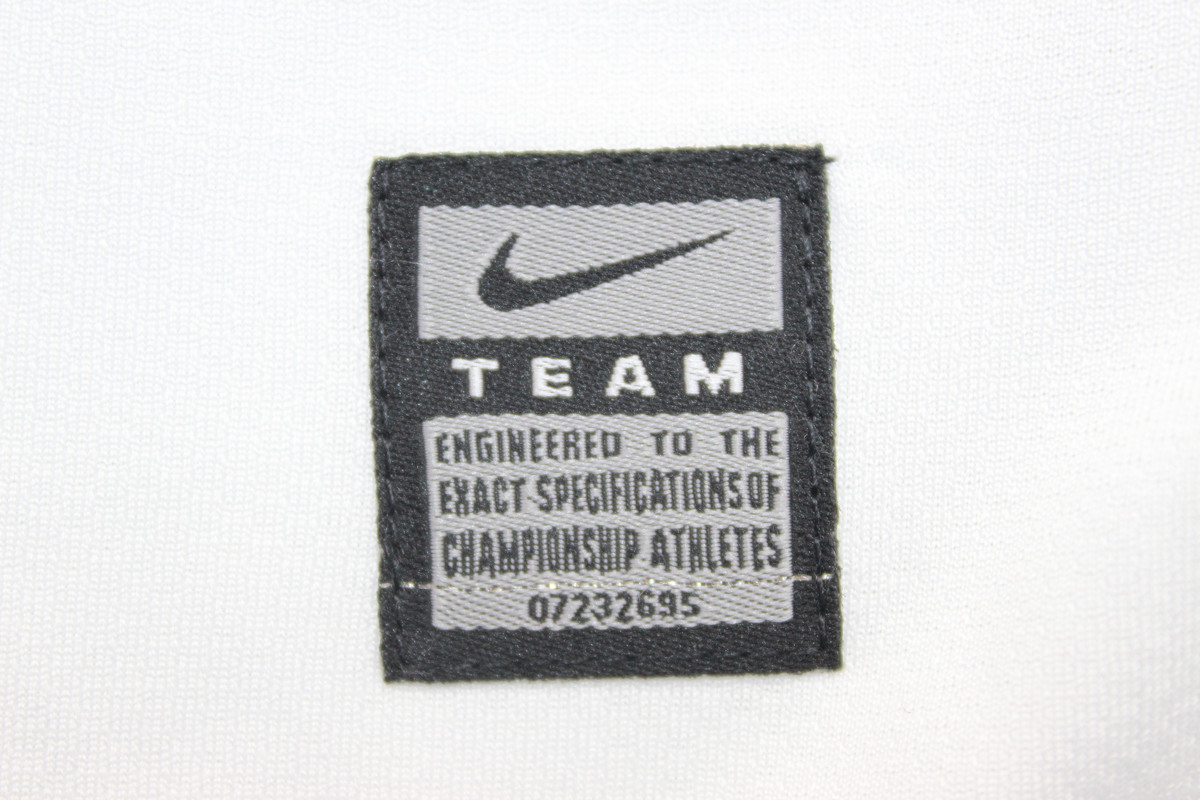 TEAM
ENGINEERED TO THE
EXACT SPECIFICATIONS OF
CHAMPIONSHIP ATHLETES
07232695